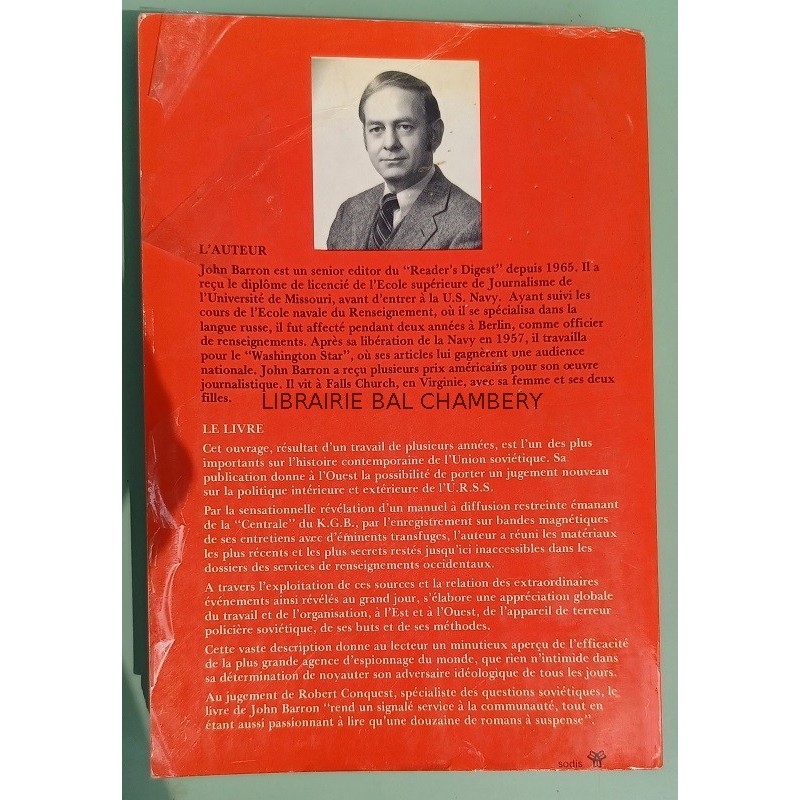 L'AUTEUR
John Barron est un senior editor du "Reader's Digest" depuis 1965. Il a
reçu le diplôme de licencié de l'Ecole supérieure de Journalisme de
l'Université de Missouri, avant d'entrer à la U.S. Navy. Ayant suivi les
cours de l'Ecole navale du Renseignement, où il se spécialisa dans la
langue russe, il fut affecté pendant deux années à Berlin, comme officier
de renseignements. Après sa libération de la Navy en 1957, il travailla
pour le "Washington Star", où ses articles lui gagnèrent une audience
nationale. John Barron a reçu plusieurs prix américains pour son œuvre
journalistique. Il vit à Falls Church, en Virginie, avec sa femme et ses deux
filles.
LIBRAIRIE BAL CHAMBERY
LE LIVRE
Cet ouvrage, résultat d'un travail de plusieurs années, est l'un des plus
importants sur l'histoire contemporaine de l'Union soviétique. Sa
publication donne à l'Ouest la possibilité de porter un jugement nouveau
sur la politique intérieure et extérieure de l'U.R.S.S.
Par la sensationnelle révélation d'un manuel à diffusion restreinte émanant
de la "Centrale" du K.G.B., par l'enregistrement sur bandes magnétiques
de ses entretiens avec d'éminents transfuges, l'auteur a réuni les matériaux
les plus récents et les plus secrets restés jusqu'ici inaccessibles dans les
dossiers des services de renseignements occidentaux.
A travers l'exploitation de ces sources et la relation des extraordinaires
événements ainsi révélés au grand jour, s'élabore une appréciation globale
du travail et de l'organisation, à l'Est et à l'Ouest, de l'appareil de terreur
policière soviétique, de ses buts et de ses méthodes.
Cette vaste description donne au lecteur un minutieux aperçu de l'efficacité
de la plus grande agence d'espionnage du monde, que rien n'intimide dans
sa détermination de noyauter son adversaire idéologique de tous les jours.
Au jugement de Robert Conquest, spécialiste des questions soviétiques, le
livre de John Barron "rend un signalé service à la communauté, tout en
étant aussi passionnant à lire qu'une douzaine de romans à suspense".
sodis